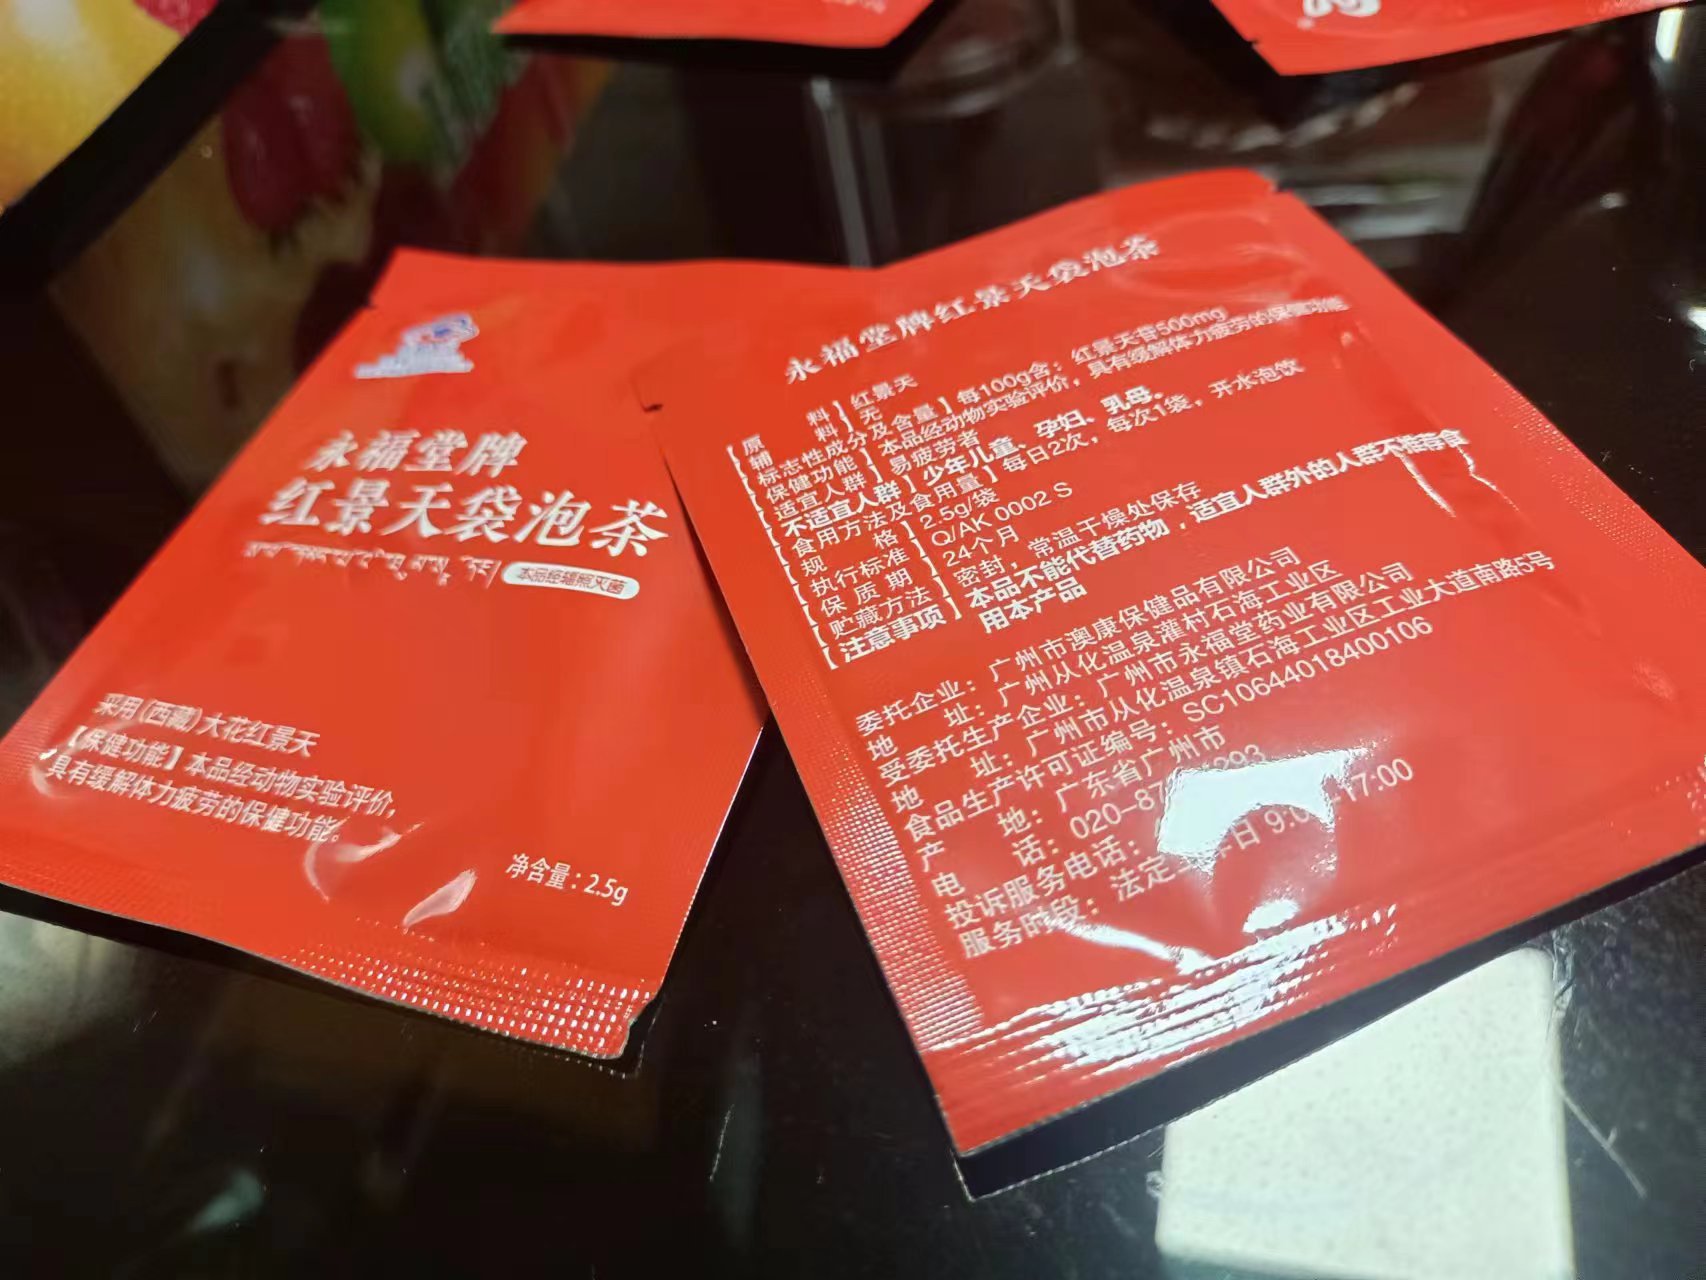 永福堂牌
红景天袋泡茶
本品经辐照灭菌
采用(西藏)大花红景天
【保健功能】本品经动物实验评价,
具有缓解体力疲劳的保健功能。
净含量:2.5g
永福堂牌红景天袋泡茶
【原 料】红景天
【辅 料】无
【标志性成分及含量】每100g含:红景天苷500mg
【保健功能】本品经动物实验评价,具有缓解体力疲劳的保健功能
【适宜人群】易疲劳者
【不适宜人群】少年儿童、孕妇、乳母。
【食用方法及食用量】每日2次,每次1袋,开水泡饮
【规 格】2.5g/袋
【执行标准】Q/AK 0002 S
【保 质 期】24个月
【贮藏方法】密封,常温干燥处保存
【注意事项】本品不能代替药物,适宜人群外的人群不推荐食
用本产品
委托企业:广州市澳康保健品有限公司
地 址:广州从化温泉灌村石海工业区
受委托生产企业:广州市永福堂药业有限公司
地 址:广州市从化温泉镇石海工业区工业大道南路5号
食品生产许可证编号:SC10644018400106
产 地:广东省广州市
电 话:020-87 293
投诉服务电话:
服务时段:法定 日 9:0 -17:00